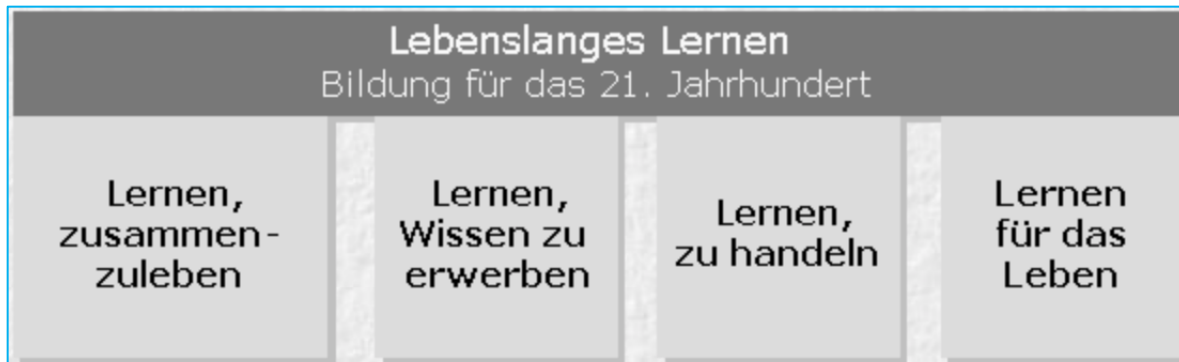 Lebenslanges Lernen
Bildung für das 21. Jahrhundert
Lernen,
zusammen-
zuleben
Lernen,
Wissen zu
erwerben
Lernen,
zu handeln
Lernen
für das
Leben